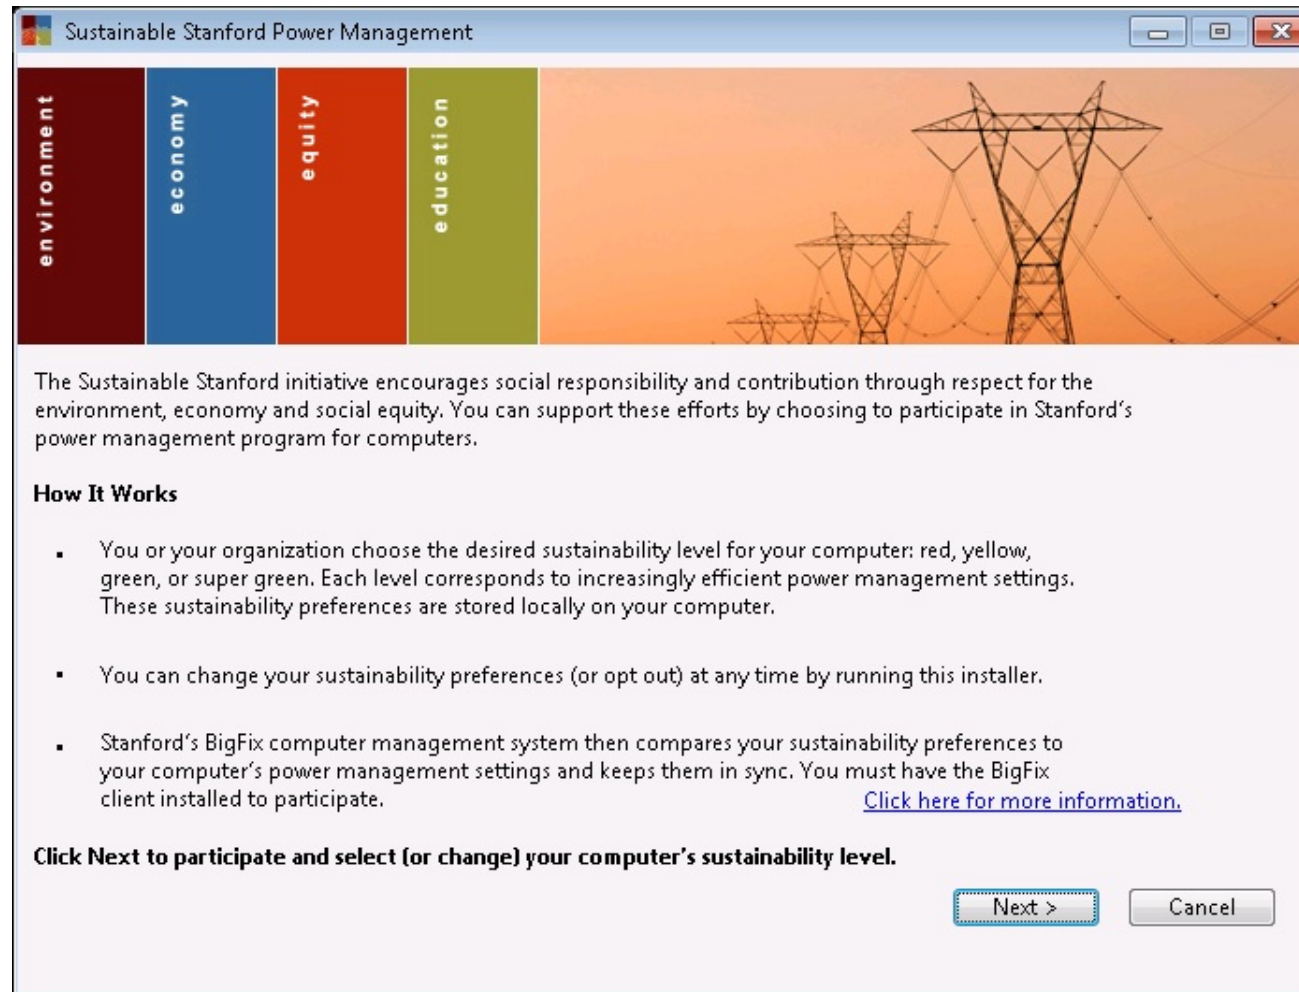 Sustainable Stanford Power Management
environment
economy
equity
education
The Sustainable Stanford initiative encourages social responsibility and contribution through respect for the
environment, economy and social equity. You can support these efforts by choosing to participate in Stanford's
power management program for computers.
How It Works
▪ You or your organization choose the desired sustainability level for your computer: red, yellow,
green, or super green. Each level corresponds to increasingly efficient power management settings.
These sustainability preferences are stored locally on your computer.
▪ You can change your sustainability preferences (or opt out) at any time by running this installer.
▪ Stanford's BigFix computer management system then compares your sustainability preferences to
your computer's power management settings and keeps them in sync. You must have the BigFix
client installed to participate.
Click here for more information.
Click Next to participate and select (or change) your computer's sustainability level.
Next >
Cancel